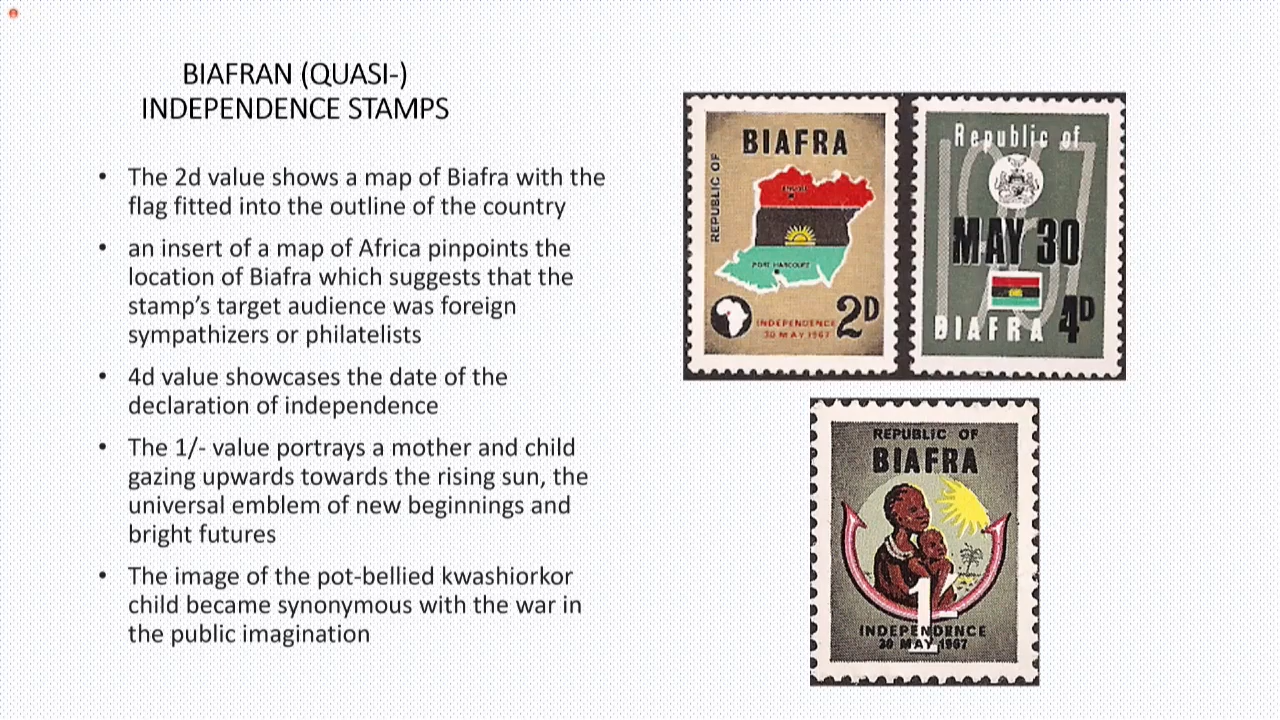 BIAFRAN (QUASI-)
INDEPENDENCE STAMPS
• The 2d value shows a map of Biafra with the
flag fitted into the outline of the country
• an insert of a map of Africa pinpoints the
location of Biafra which suggests that the
stamp's target audience was foreign
sympathizers or philatelists
• 4d value showcases the date of the
declaration of independence
• The 1/- value portrays a mother and child
gazing upwards towards the rising sun, the
universal emblem of new beginnings and
bright futures
• The image of the pot-bellied kwashiorkor
child became synonymous with the war in
the public imagination
REPUBLIC OF
BIAFRA
PORT HARCOURT
INDEPENDENCE
30 MAY 1967
2D
Republic of
1967
MAY 30
BIAFRA
4D
REPUBLIC OF
BIAFRA
1/-
INDEPENDENCE
30 MAY 1967